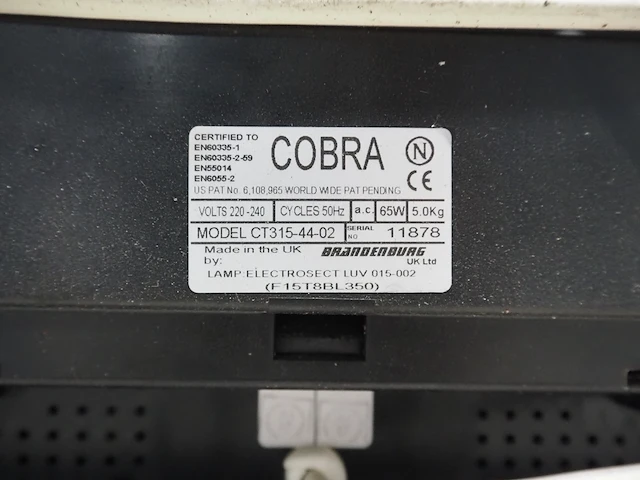 CERTIFIED TO
EN60335-1
EN60335-2-59
EN55014
EN6055-2
COBRA
N
CE
US PAT No. 6,108,965 WORLD WIDE PAT PENDING
VOLTS 220-240 CYCLES 50Hz a.c. 65W 5.0Kg
MODEL CT315-44-02 SERIAL NO 11878
Made in the UK by: BRANDENBURG UK Ltd
LAMP: ELECTROSECT LUV 015-002
(F15T8BL350)